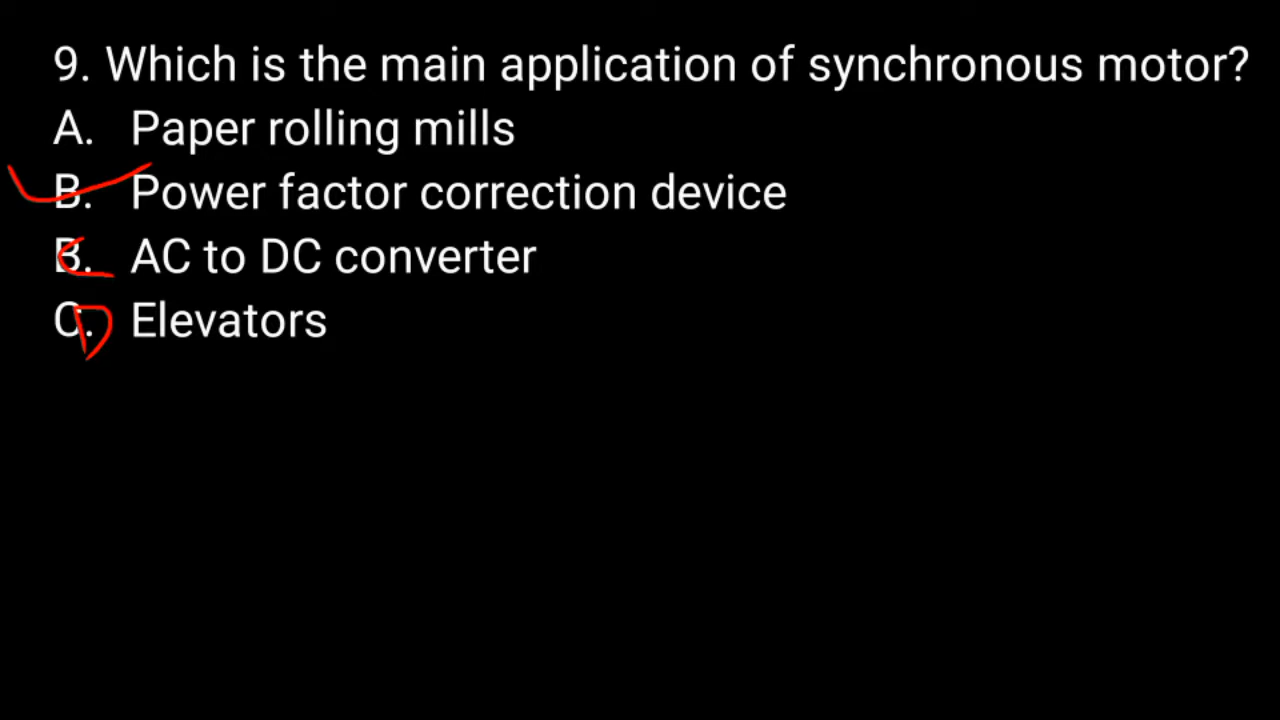 9. Which is the main application of synchronous motor?
A. Paper rolling mills
B. Power factor correction device
B. C AC to DC converter
C. D Elevators